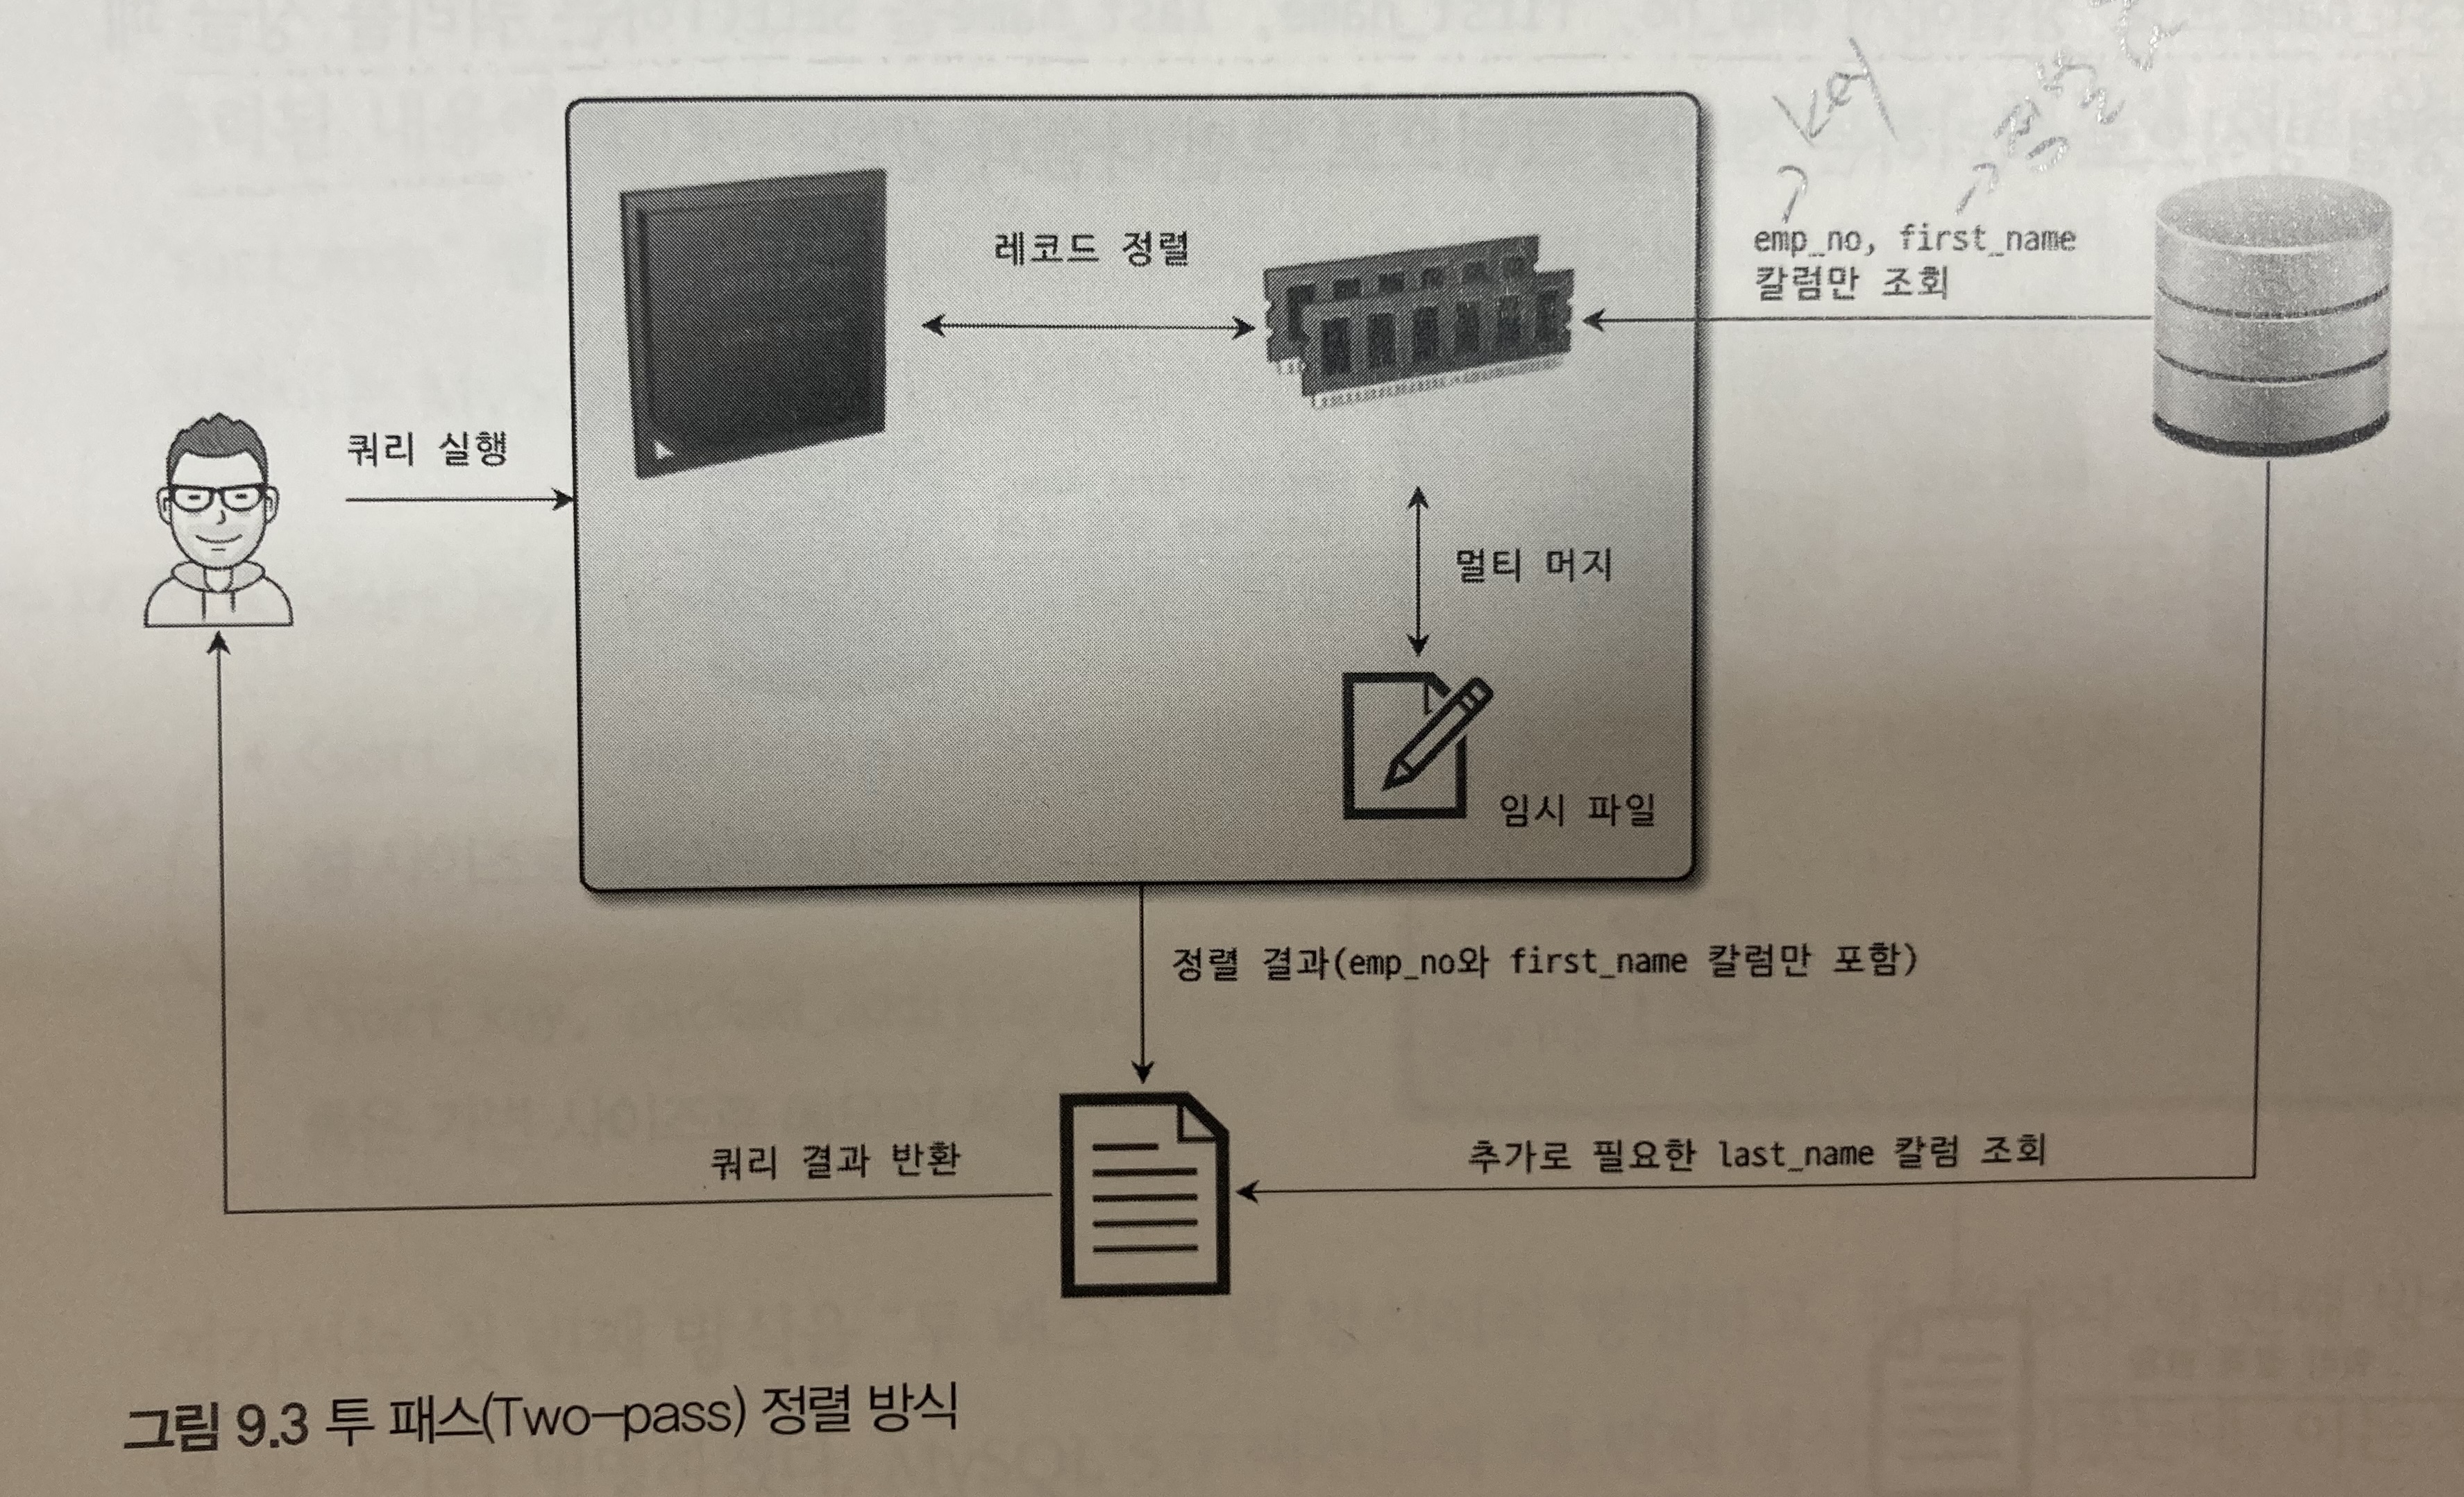 key
정렬
emp_no, first_name
칼럼만 조회
레코드 정렬
쿼리 실행
멀티 머지
임시 파일
정렬 결과(emp_no와 first_name 칼럼만 포함)
쿼리 결과 반환
추가로 필요한 last_name 칼럼 조회
그림 9.3 투 패스(Two-pass) 정렬 방식